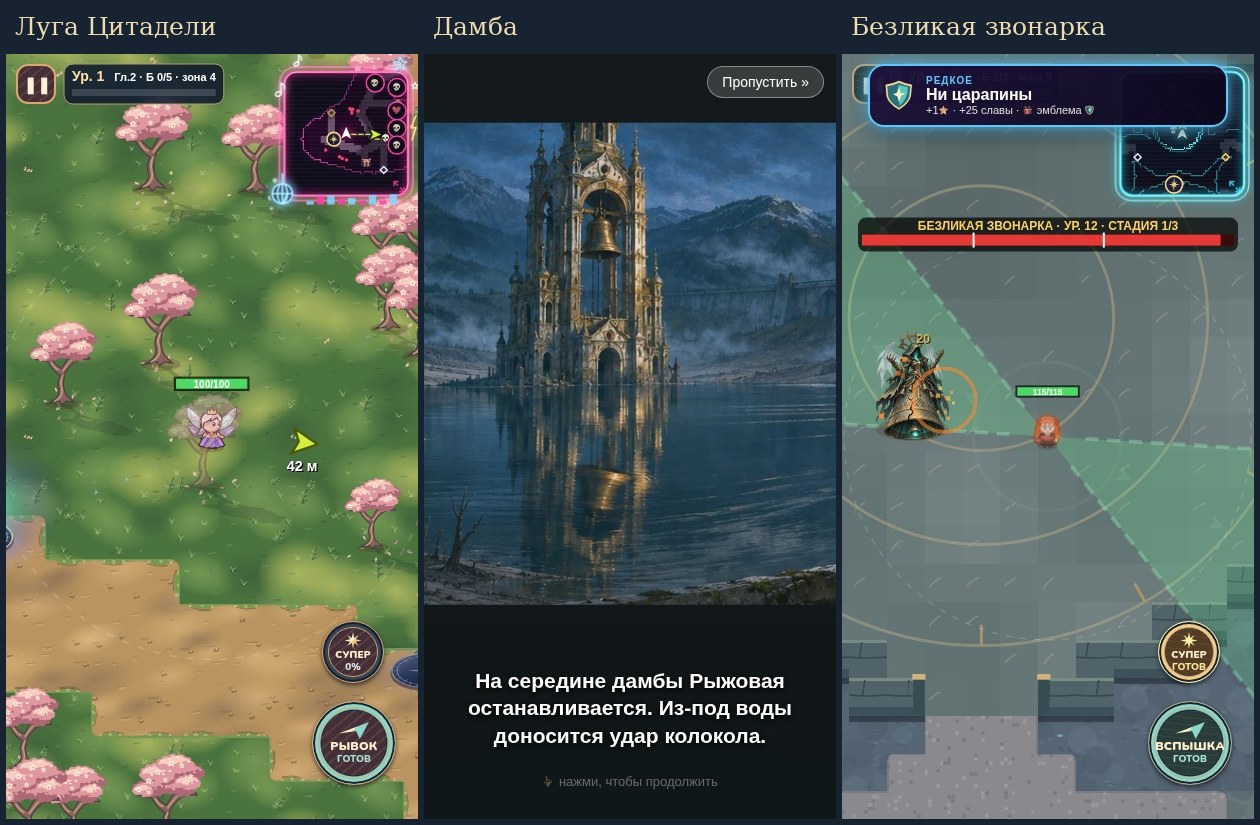 Луга Цитадели
Ур. 1 Гл.2 · Б 0/5 · зона 4
100/100
42 м
СУПЕР
0%
РЫВОК
ГОТОВ
Дамба
Пропустить »
На середине дамбы Рыжовая
останавливается. Из-под воды
доносится удар колокола.
нажми, чтобы продолжить
Безликая звонарка
РЕДКОЕ
Ни царапины
+1 · +25 славы · эмблема
БЕЗЛИКАЯ ЗВОНАРКА · УР. 12 · СТАДИЯ 1/3
20
115/115
СУПЕР
ГОТОВ
ВСПЫШКА
ГОТОВ